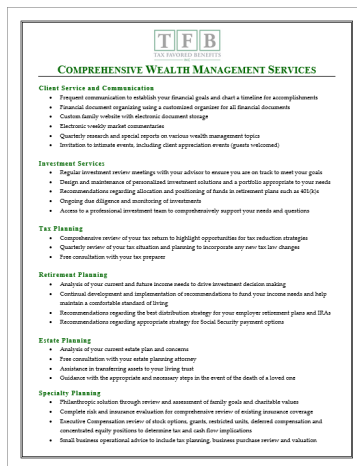 TFB
TAX FAVORED BENEFITS
COMPREHENSIVE WEALTH MANAGEMENT SERVICES
Client Service and Communication
• Frequent communication to establish your financial goals and chart a timeline for accomplishments
• Financial document organizing using a customized organizer for all financial documents
• Custom family website with electronic document storage
• Electronic weekly market commentaries
• Quarterly research and special reports on various wealth management topics
• Invitation to intimate events, including client appreciation events (guests welcomed)
Investment Services
• Regular investment review meetings with your advisor to ensure you are on track to meet your goals
• Design and maintenance of personalized investment solutions and a portfolio appropriate to your needs
• Recommendations regarding allocation and positioning of funds in retirement plans such as 401(k)s
• Ongoing due diligence and monitoring of investments
• Access to a professional investment team to comprehensively support your needs and questions
Tax Planning
• Comprehensive review of your tax return to highlight opportunities for tax reduction strategies
• Quarterly review of your tax situation and planning to incorporate any new tax law changes
• Free consultation with your tax preparer
Retirement Planning
• Analysis of your current and future income needs to drive investment decision making
• Continual development and implementation of recommendations to fund your income needs and help
maintain a comfortable standard of living
• Recommendations regarding the best distribution strategy for your employer retirement plans and IRAs
• Recommendations regarding appropriate strategy for Social Security payment options
Estate Planning
• Analysis of your current estate plan and concerns
• Free consultation with your estate planning attorney
• Assistance in transferring assets to your living trust
• Guidance with the appropriate and necessary steps in the event of the death of a loved one
Specialty Planning
• Philanthropic solution through review and assessment of family goals and charitable values
• Complete risk and insurance evaluation for comprehensive review of existing insurance coverage
• Executive Compensation review of stock options, grants, restricted units, deferred compensation and
concentrated equity positions to determine tax and cash flow implications
• Small business operational advice to include tax planning, business purchase review and valuation